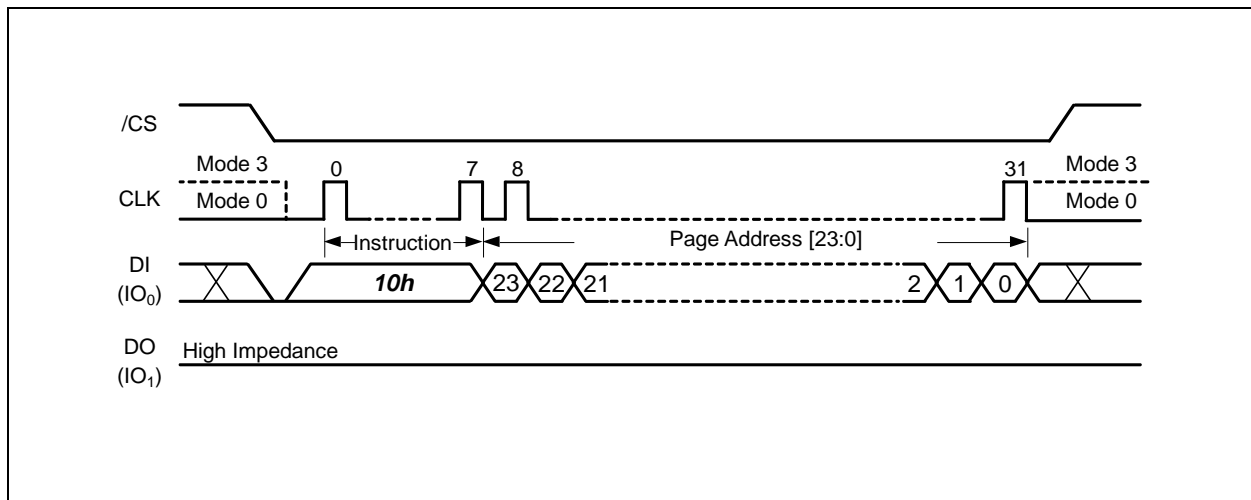 /CS
Mode 3 0 7 8 31 Mode 3
CLK
Mode 0 Mode 0
Instruction Page Address [23:0]
DI
(IO₀)
10h 23 22 21 2 1 0
DO
(IO₁)
High Impedance